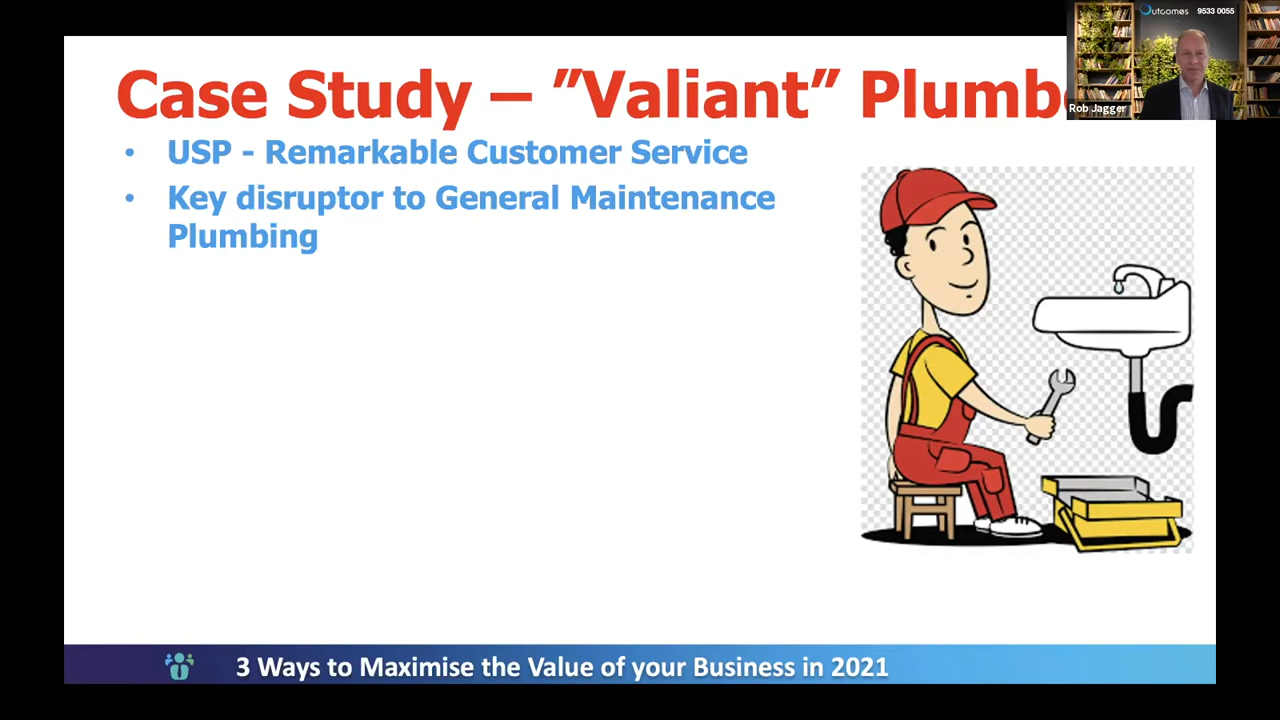 Outcomes 9533 0055
Rob Jagger
Case Study – ”Valiant” Plumb
• USP - Remarkable Customer Service
• Key disruptor to General Maintenance
Plumbing
3 Ways to Maximise the Value of your Business in 2021